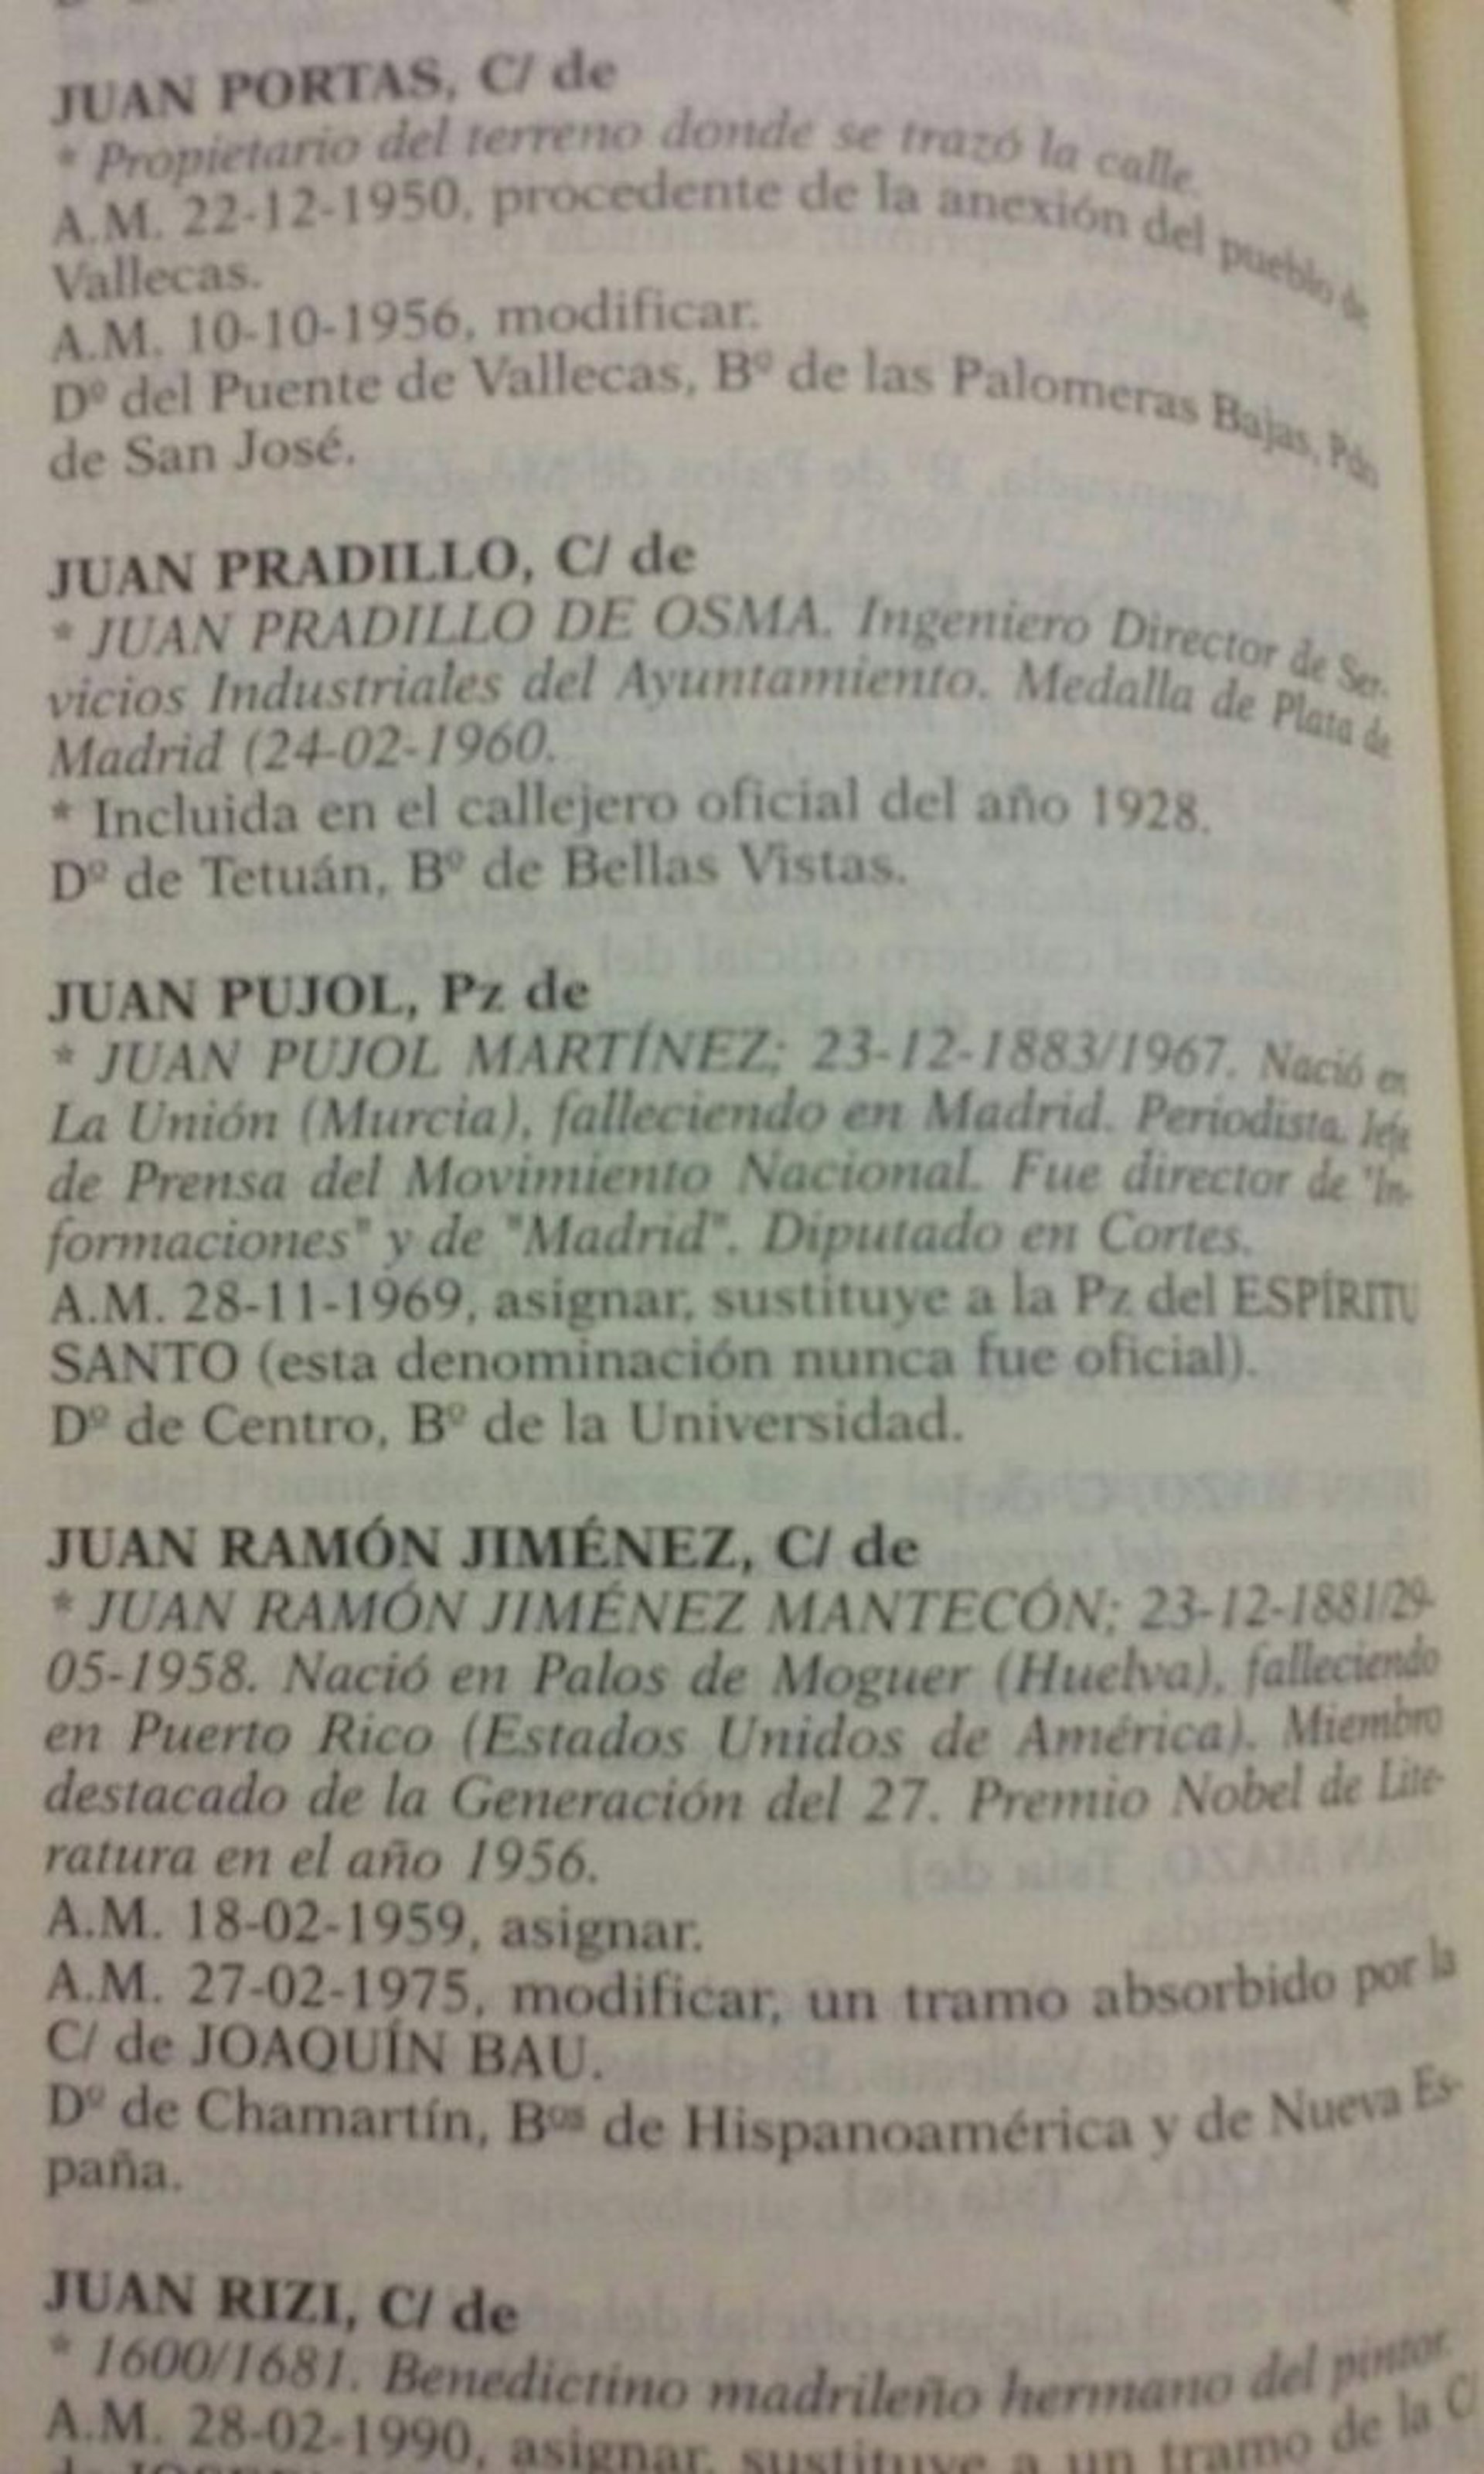 JUAN PORTAS, C/ de
* Propietario del terreno donde se trazó la calle.
A.M. 22-12-1950, procedente de la anexión del pueblo de
Vallecas.
A.M. 10-10-1956, modificar.
Dº del Puente de Vallecas, Bº de las Palomeras Bajas, Pdo
de San José.
JUAN PRADILLO, C/ de
* JUAN PRADILLO DE OSMA. Ingeniero Director de Ser-
vicios Industriales del Ayuntamiento. Medalla de Plata de
Madrid (24-02-1960.
* Incluida en el callejero oficial del año 1928.
Dº de Tetuán, Bº de Bellas Vistas.
JUAN PUJOL, Pz de
* JUAN PUJOL MARTÍNEZ; 23-12-1883/1967. Nació en
La Unión (Murcia), falleciendo en Madrid. Periodista. Jefe
de Prensa del Movimiento Nacional. Fue director de "In-
formaciones" y de "Madrid". Diputado en Cortes.
A.M. 28-11-1969, asignar, sustituye a la Pz del ESPÍRITU
SANTO (esta denominación nunca fue oficial).
Dº de Centro, Bº de la Universidad.
JUAN RAMÓN JIMÉNEZ, C/ de
* JUAN RAMÓN JIMÉNEZ MANTECÓN; 23-12-1881/29-
05-1958. Nació en Palos de Moguer (Huelva), falleciendo
en Puerto Rico (Estados Unidos de América). Miembro
destacado de la Generación del 27. Premio Nobel de Lite-
ratura en el año 1956.
A.M. 18-02-1959, asignar.
A.M. 27-02-1975, modificar, un tramo absorbido por la
C/ de JOAQUÍN BAU.
Dº de Chamartín, Bºs de Hispanoamérica y de Nueva Es-
paña.
JUAN RIZI, C/ de
* 1600/1681. Benedictino madrileño hermano del pintor.
A.M. 28-02-1990, asignar, sustituye a un tramo de la C/